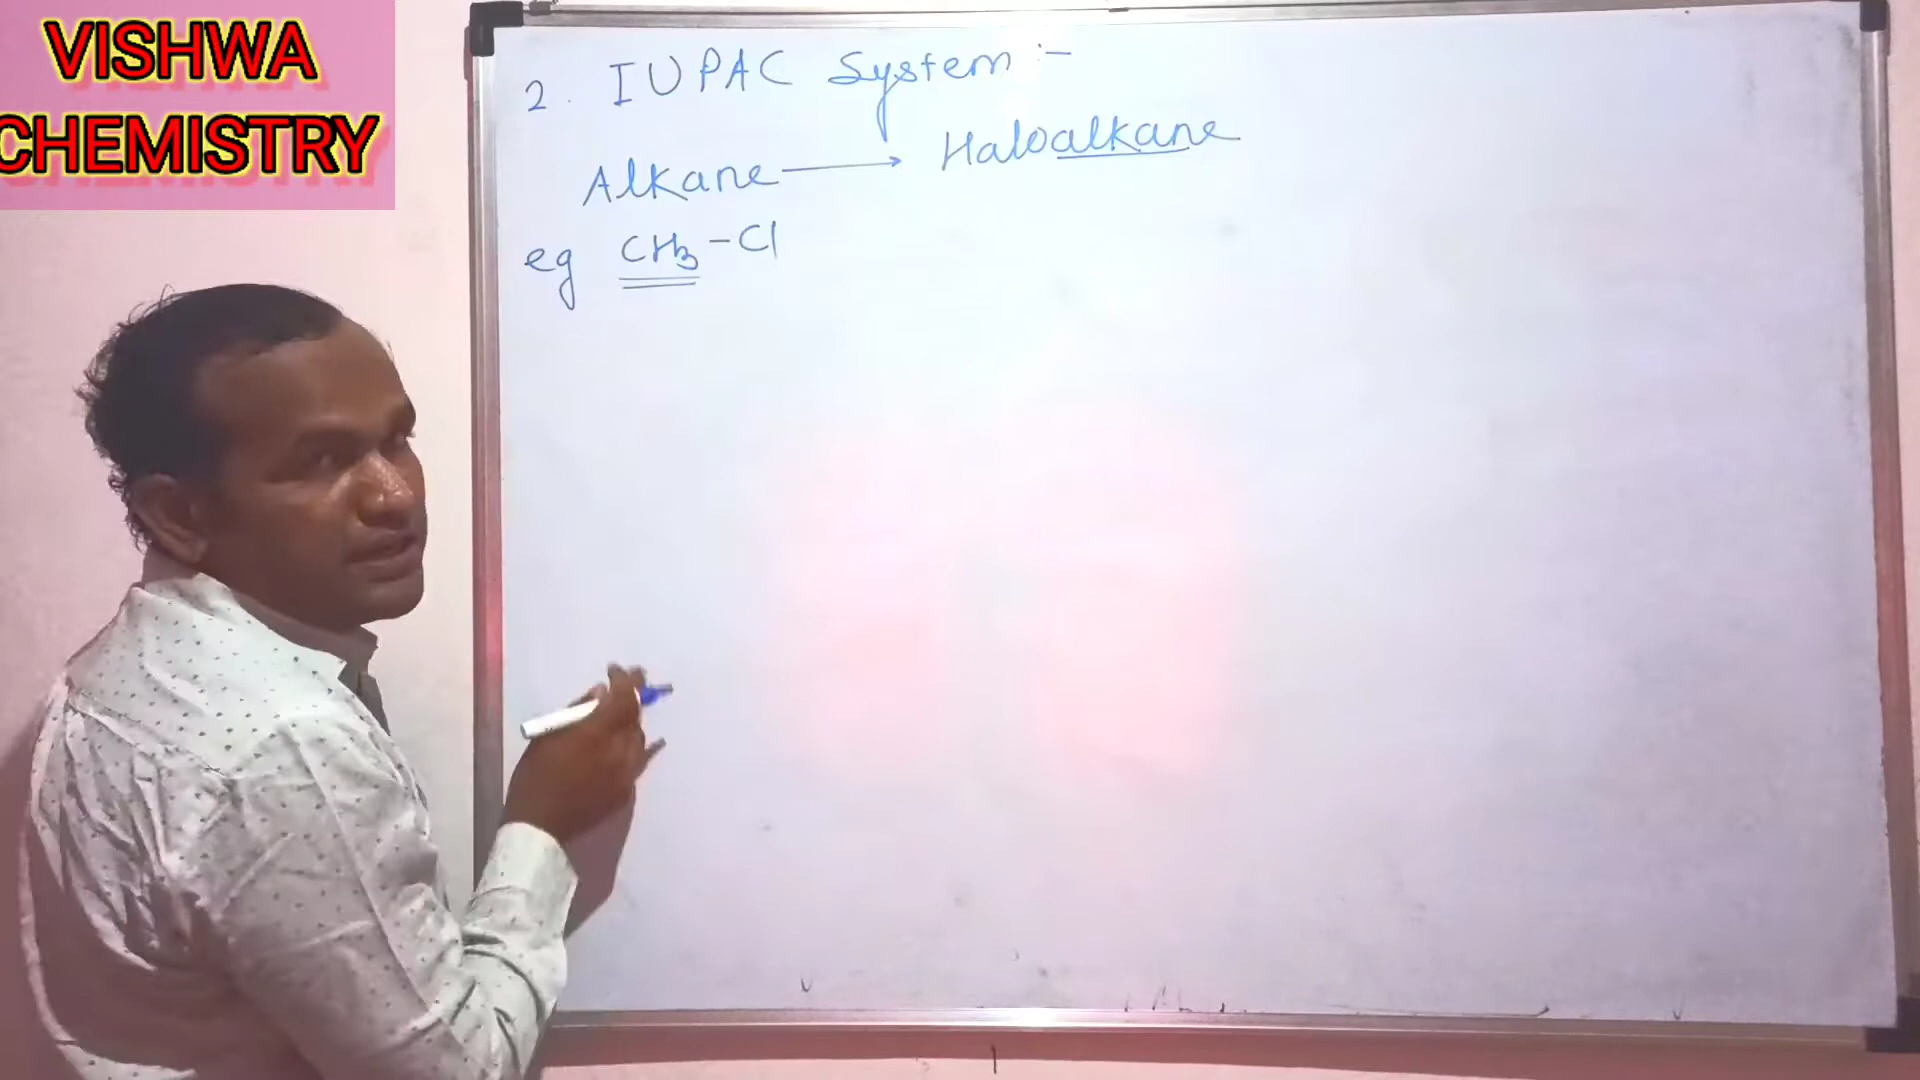 VISHWA
CHEMISTRY
2. IUPAC System :-
Alkane → Haloalkane
eg CH3-Cl